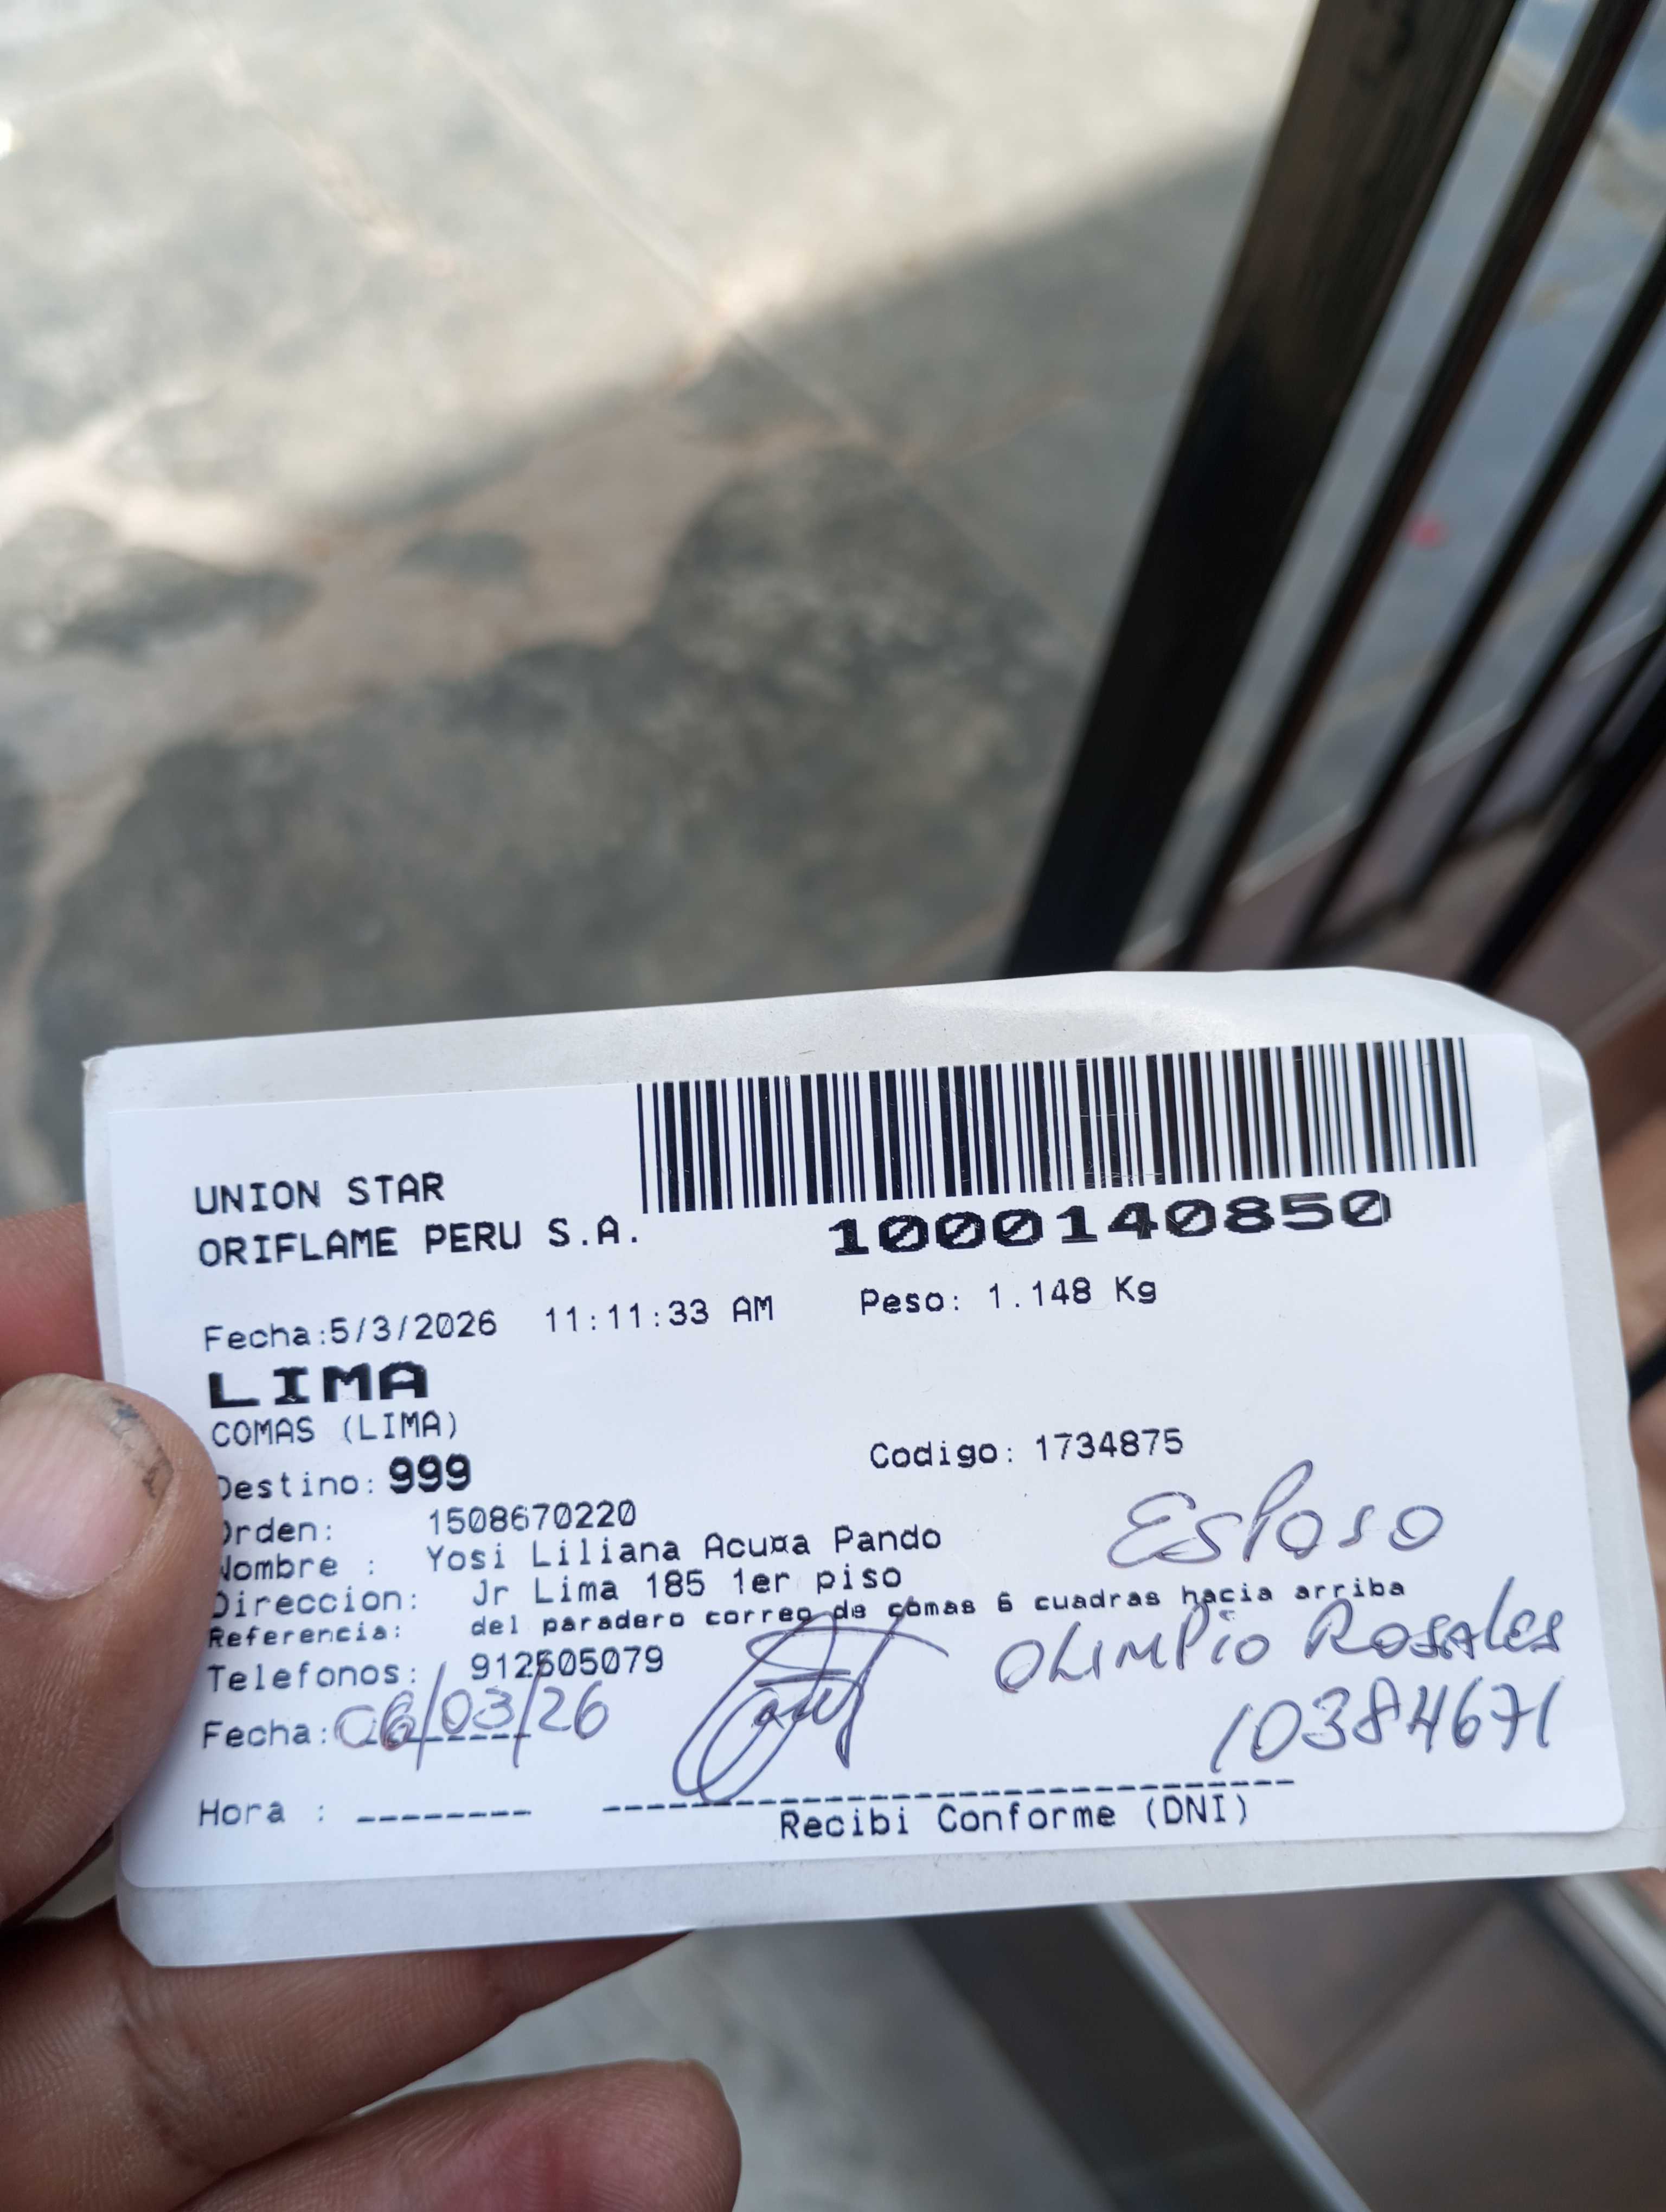 UNION STAR
ORIFLAME PERU S.A.
1000140850
Fecha:5/3/2026 11:11:33 AM Peso: 1.148 Kg
LIMA
COMAS (LIMA)
Destino: 999 Codigo: 1734875
Orden: 1508670220
Esposo
Nombre : Yosi Liliana Acuña Pando
Direccion: Jr Lima 185 1er piso
Referencia: del paradero correo de comas 6 cuadras hacia arriba
OLIMPIO ROSALES
Telefonos: 912505079
10384671
Fecha: 06/03/26
Hora :
Recibi Conforme (DNI)